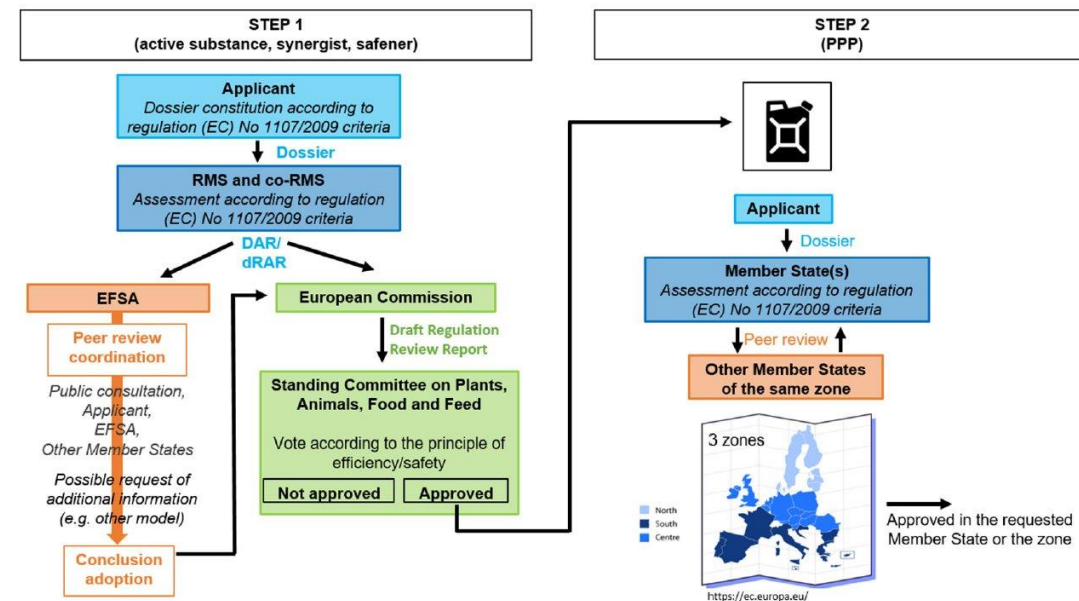 STEP 1
(active substance, synergist, safener)
Applicant
Dossier constitution according to
regulation (EC) No 1107/2009 criteria
Dossier
RMS and co-RMS
Assessment according to regulation
(EC) No 1107/2009 criteria
DAR/
dRAR
EFSA
Peer review
coordination
Public consultation,
Applicant,
EFSA,
Other Member States
Possible request of
additional information
(e.g. other model)
Conclusion
adoption
European Commission
Draft Regulation
Review Report
Standing Committee on Plants,
Animals, Food and Feed
Vote according to the principle of
efficiency/safety
Not approved
Approved
STEP 2
(PPP)
Applicant
Dossier
Member State(s)
Assessment according to regulation
(EC) No 1107/2009 criteria
Peer review
Other Member States
of the same zone
3 zones
North
South
Centre
https://ec.europa.eu/
Approved in the requested
Member State or the zone